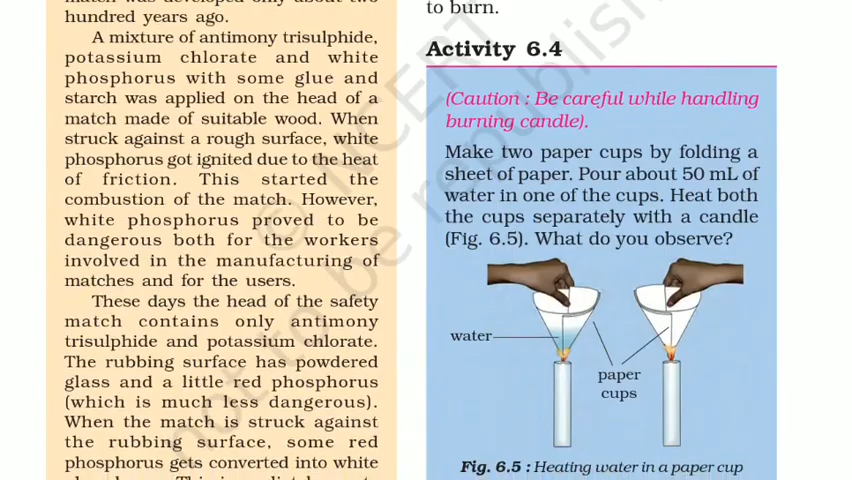 match was developed only about two
hundred years ago.
A mixture of antimony trisulphide,
potassium chlorate and white
phosphorus with some glue and
starch was applied on the head of a
match made of suitable wood. When
struck against a rough surface, white
phosphorus got ignited due to the heat
of friction. This started the
combustion of the match. However,
white phosphorus proved to be
dangerous both for the workers
involved in the manufacturing of
matches and for the users.
These days the head of the safety
match contains only antimony
trisulphide and potassium chlorate.
The rubbing surface has powdered
glass and a little red phosphorus
(which is much less dangerous).
When the match is struck against
the rubbing surface, some red
phosphorus gets converted into white
to burn.
Activity 6.4
(Caution : Be careful while handling
burning candle).
Make two paper cups by folding a
sheet of paper. Pour about 50 mL of
water in one of the cups. Heat both
the cups separately with a candle
(Fig. 6.5). What do you observe?
water
paper
cups
Fig. 6.5 : Heating water in a paper cup
© NCERT
not to be republish